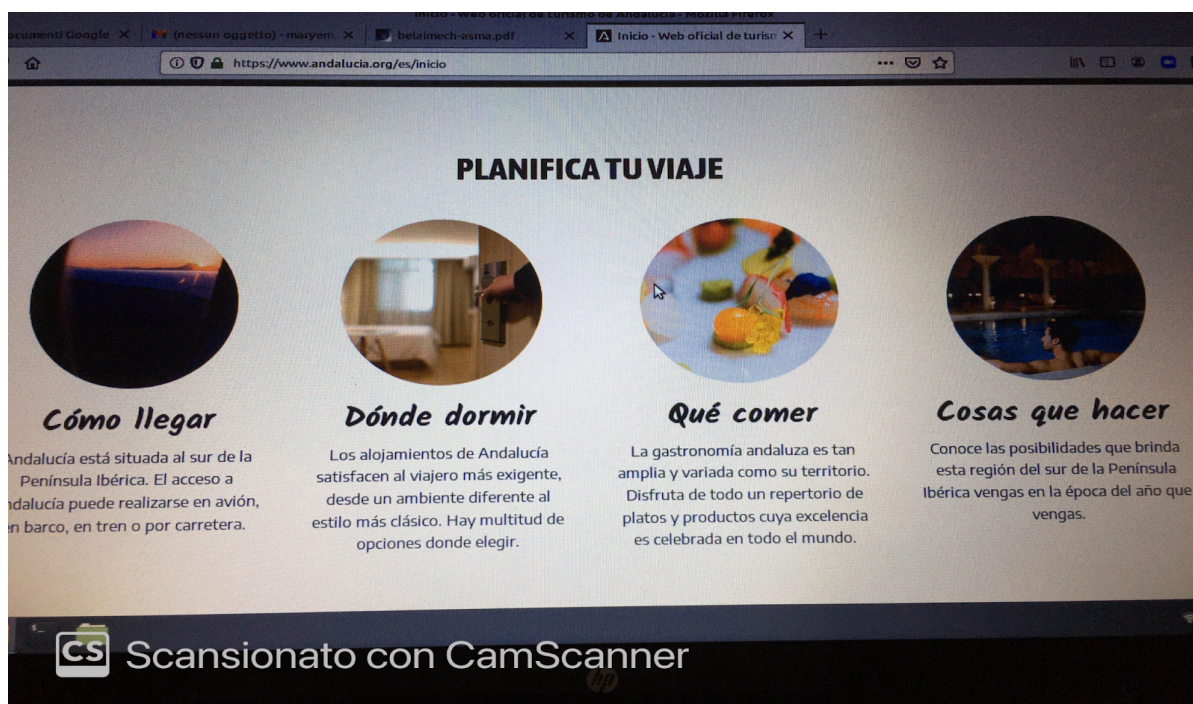 Inicio - Web oficial de turismo de Andalucía - Mozilla Firefox
ocumenti Google
(nessun oggetto) - maryem
belaimech-asma.pdf
Inicio - Web oficial de turism
https://www.andalucia.org/es/inicio
PLANIFICA TU VIAJE
Cómo llegar
Andalucía está situada al sur de la
Península Ibérica. El acceso a
ndalucía puede realizarse en avión,
en barco, en tren o por carretera.
Dónde dormir
Los alojamientos de Andalucía
satisfacen al viajero más exigente,
desde un ambiente diferente al
estilo más clásico. Hay multitud de
opciones donde elegir.
Qué comer
La gastronomía andaluza es tan
amplia y variada como su territorio.
Disfruta de todo un repertorio de
platos y productos cuya excelencia
es celebrada en todo el mundo.
Cosas que hacer
Conoce las posibilidades que brinda
esta región del sur de la Península
Ibérica vengas en la época del año que
vengas.
CS Scansionato con CamScanner
hp